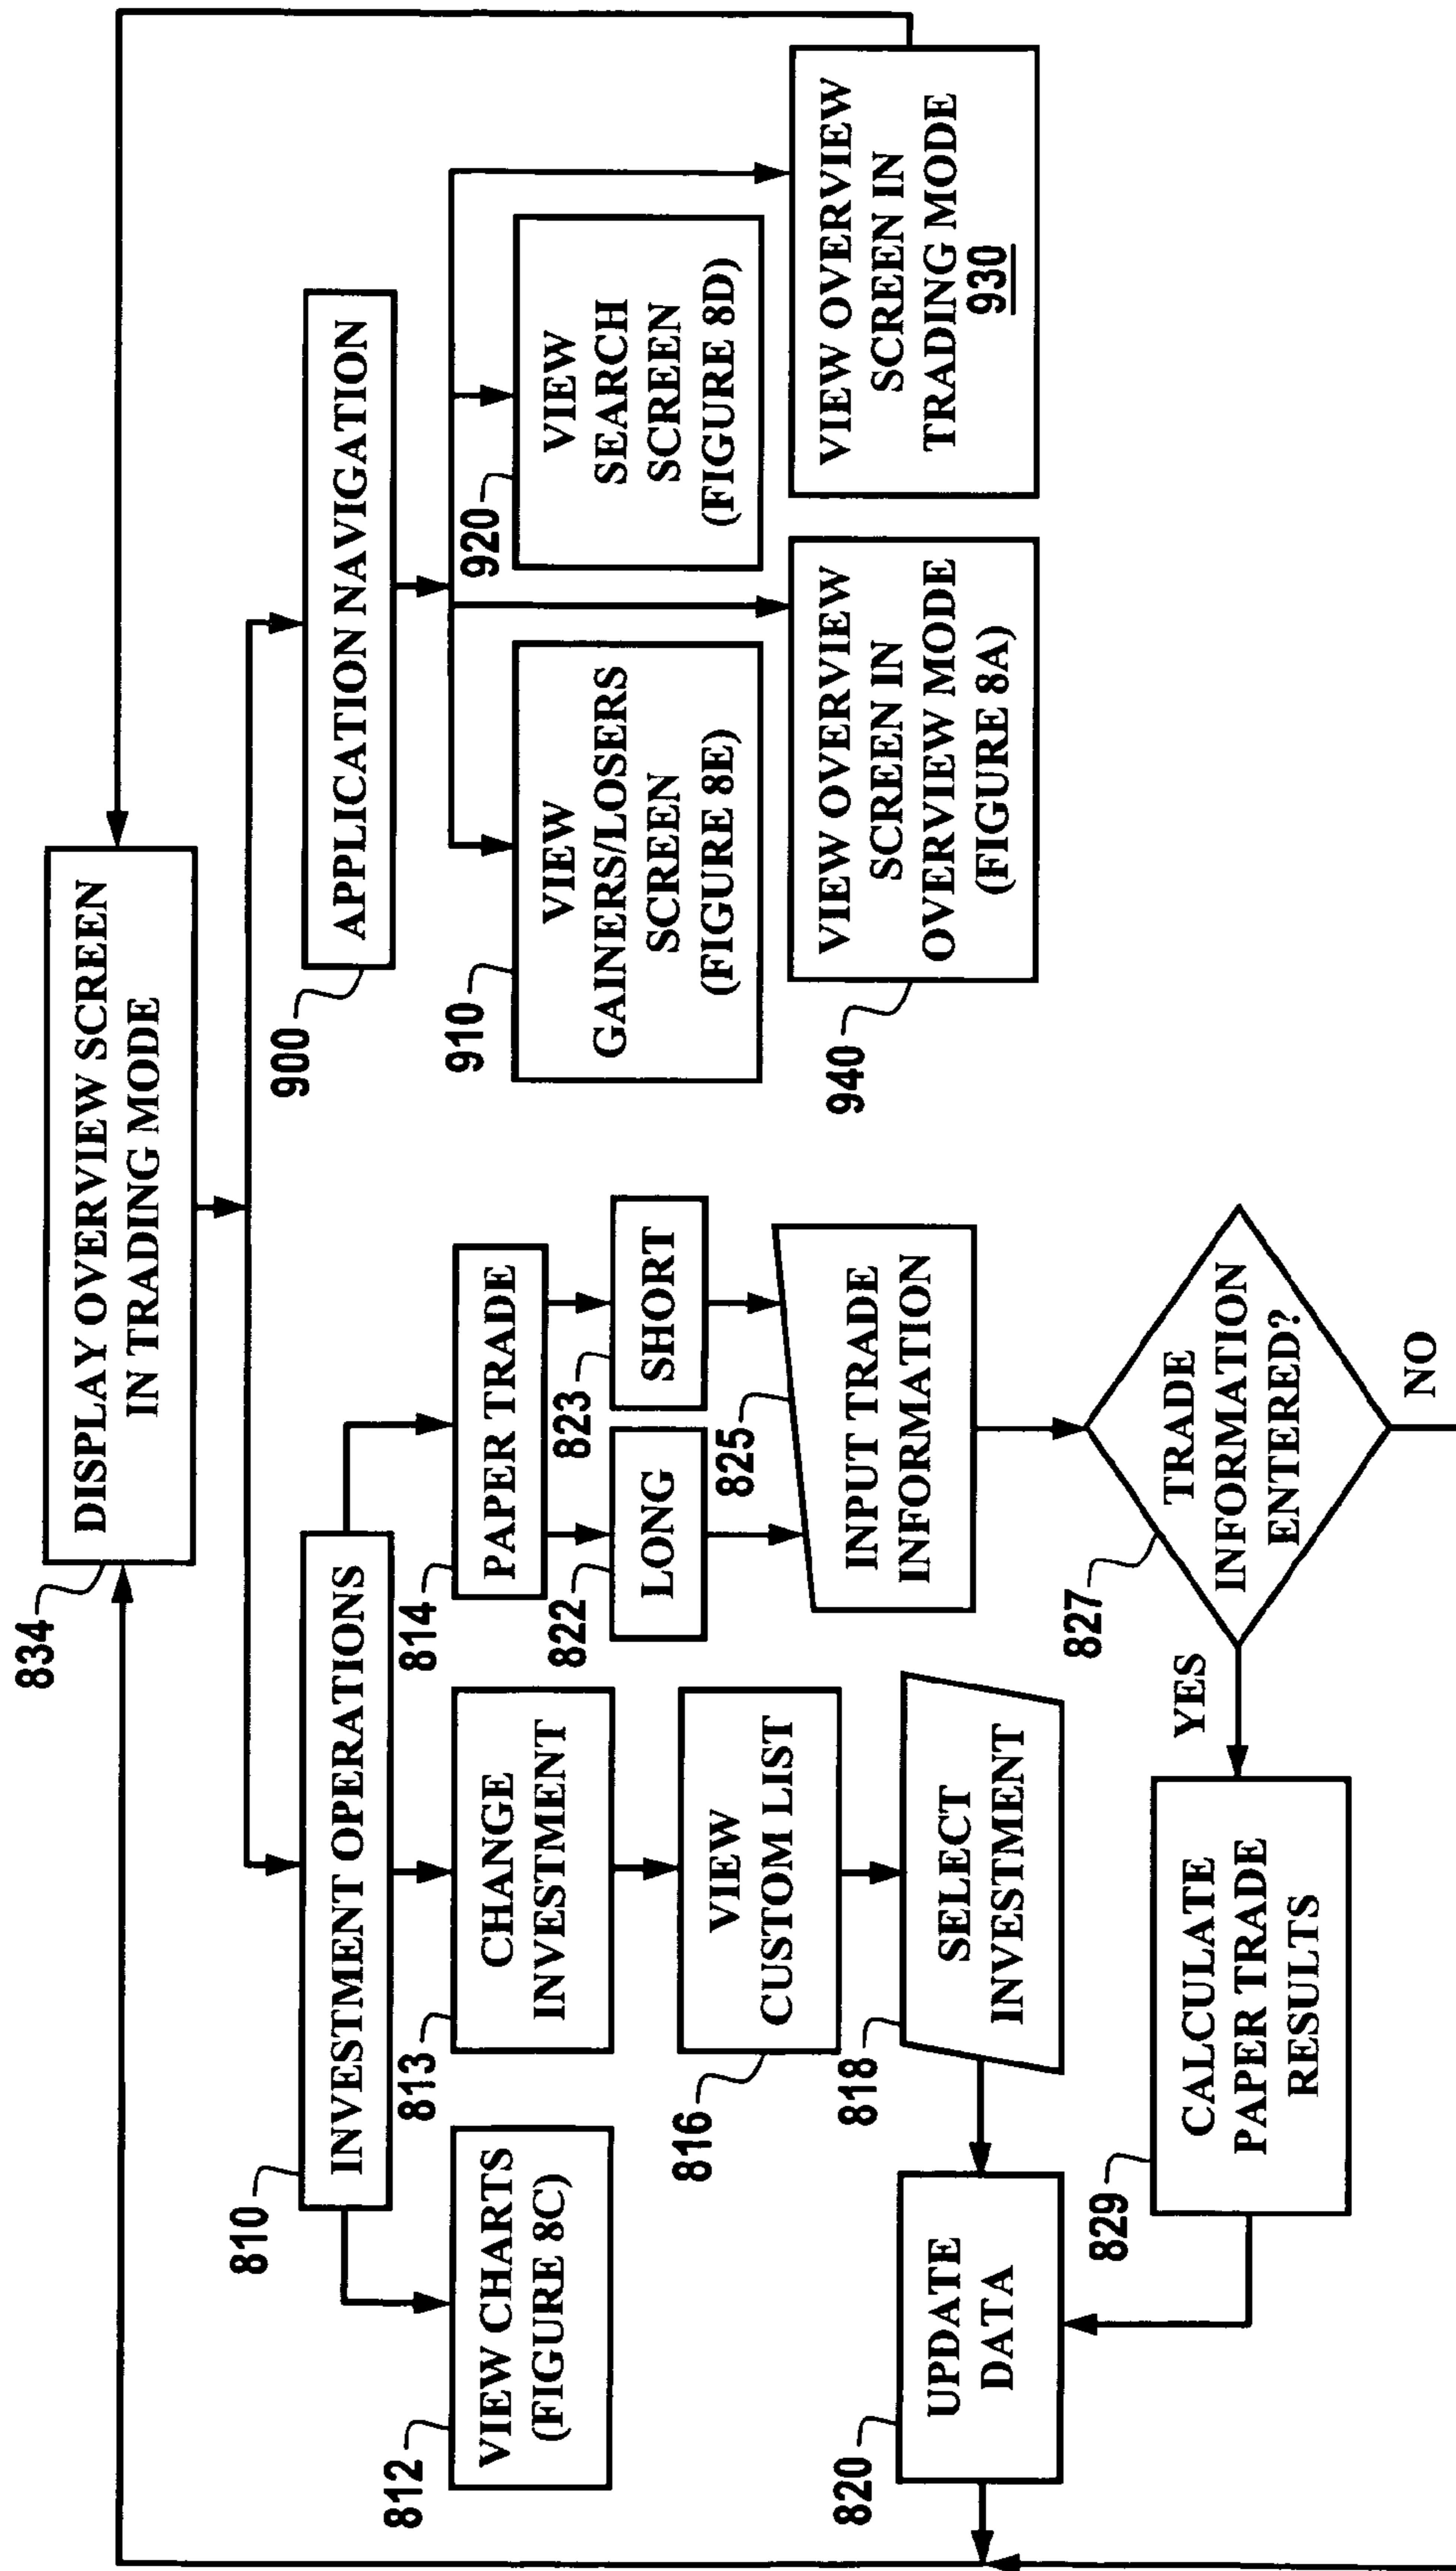 834
DISPLAY OVERVIEW SCREEN
IN TRADING MODE
810
INVESTMENT OPERATIONS
900
APPLICATION NAVIGATION
812
VIEW CHARTS
(FIGURE 8C)
813
CHANGE
INVESTMENT
814
PAPER TRADE
822
LONG
823
SHORT
816
VIEW
CUSTOM LIST
818
SELECT
INVESTMENT
820
UPDATE
DATA
825
INPUT TRADE
INFORMATION
827
TRADE
INFORMATION
ENTERED?
YES
NO
829
CALCULATE
PAPER TRADE
RESULTS
910
VIEW
GAINERS/LOSERS
SCREEN
(FIGURE 8E)
920
VIEW
SEARCH
SCREEN
(FIGURE 8D)
940
VIEW OVERVIEW
SCREEN IN
OVERVIEW MODE
(FIGURE 8A)
VIEW OVERVIEW
SCREEN IN
TRADING MODE
930